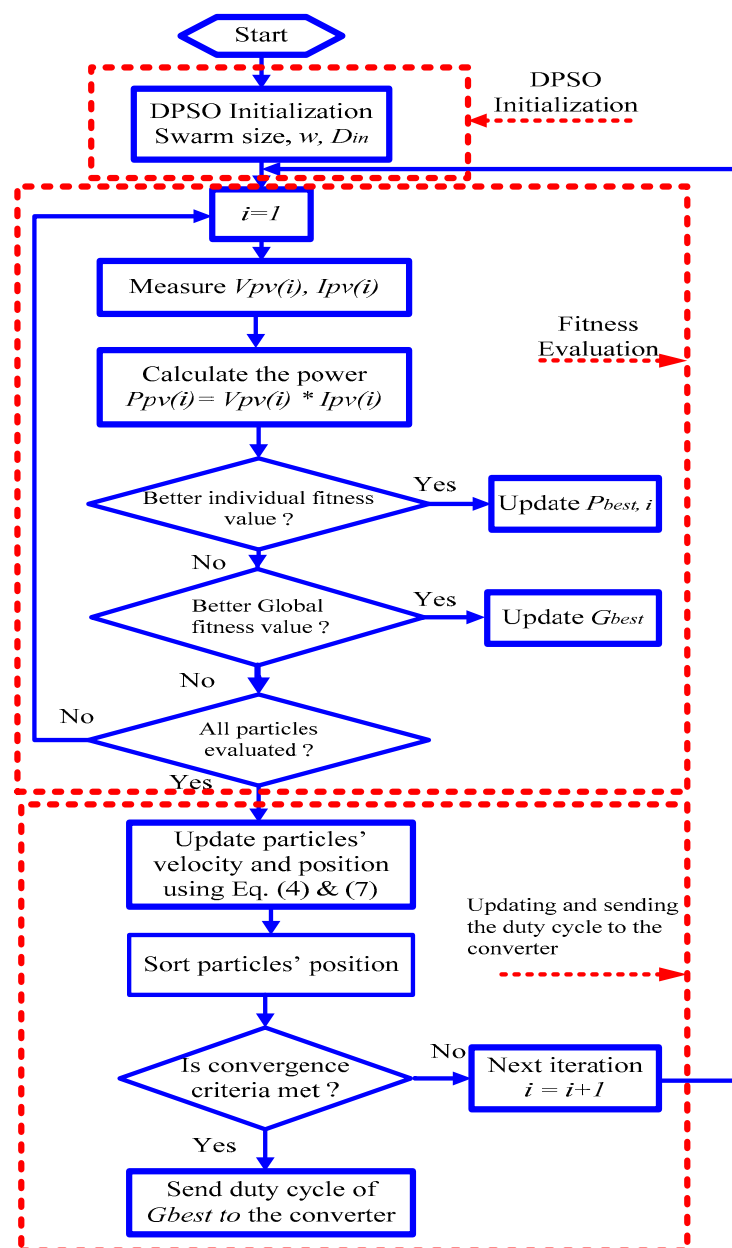 Start
DPSO Initialization
Swarm size, w, Din
DPSO
Initialization
i=1
Measure Vpv(i), Ipv(i)
Fitness
Evaluation
Calculate the power
Ppv(i)= Vpv(i) * Ipv(i)
Better individual fitness
value ?
Yes
Update Pbest, i
No
Better Global
fitness value ?
Yes
Update Gbest
No
All particles
evaluated ?
No
Yes
Update particles’
velocity and position
using Eq. (4) & (7)
Updating and sending
the duty cycle to the
converter
Sort particles’ position
Is convergence
criteria met ?
No
Next iteration
i = i+1
Yes
Send duty cycle of
Gbest to the converter